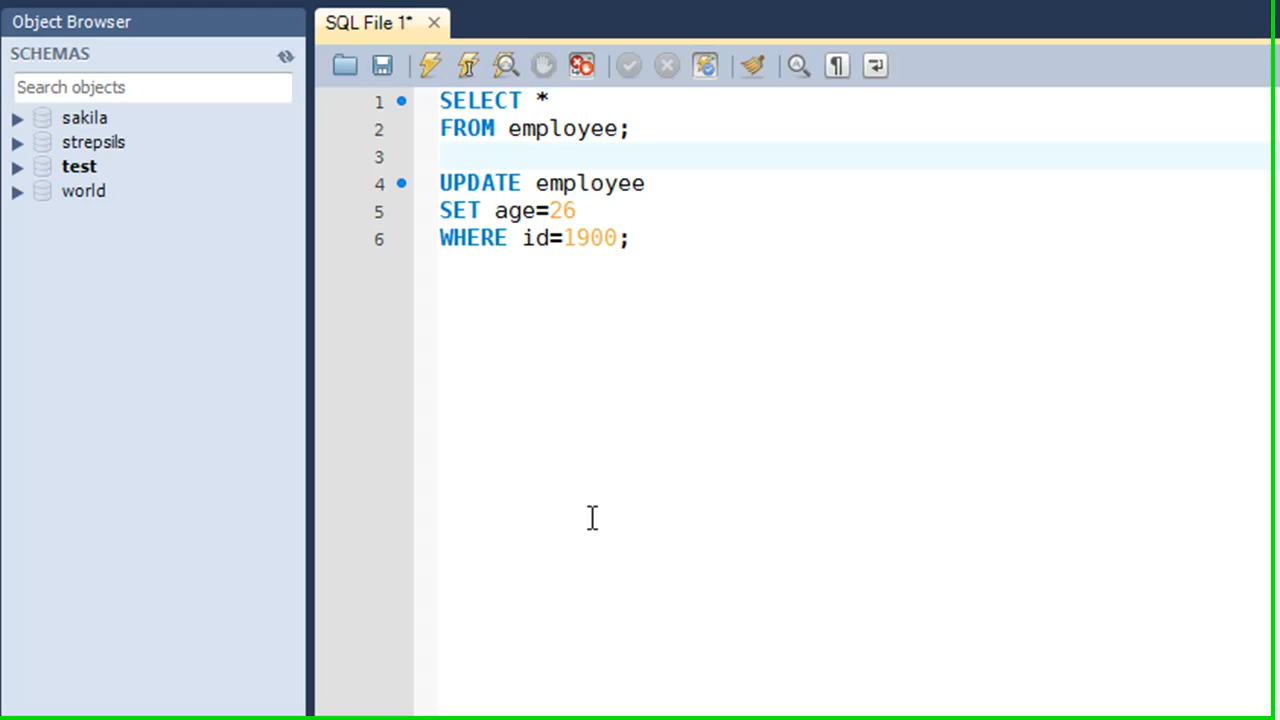 Object Browser
SCHEMAS
Search objects
sakila
strepsils
test
world
SQL File 1*
1 SELECT *
2 FROM employee;
3
4 UPDATE employee
5 SET age=26
6 WHERE id=1900;